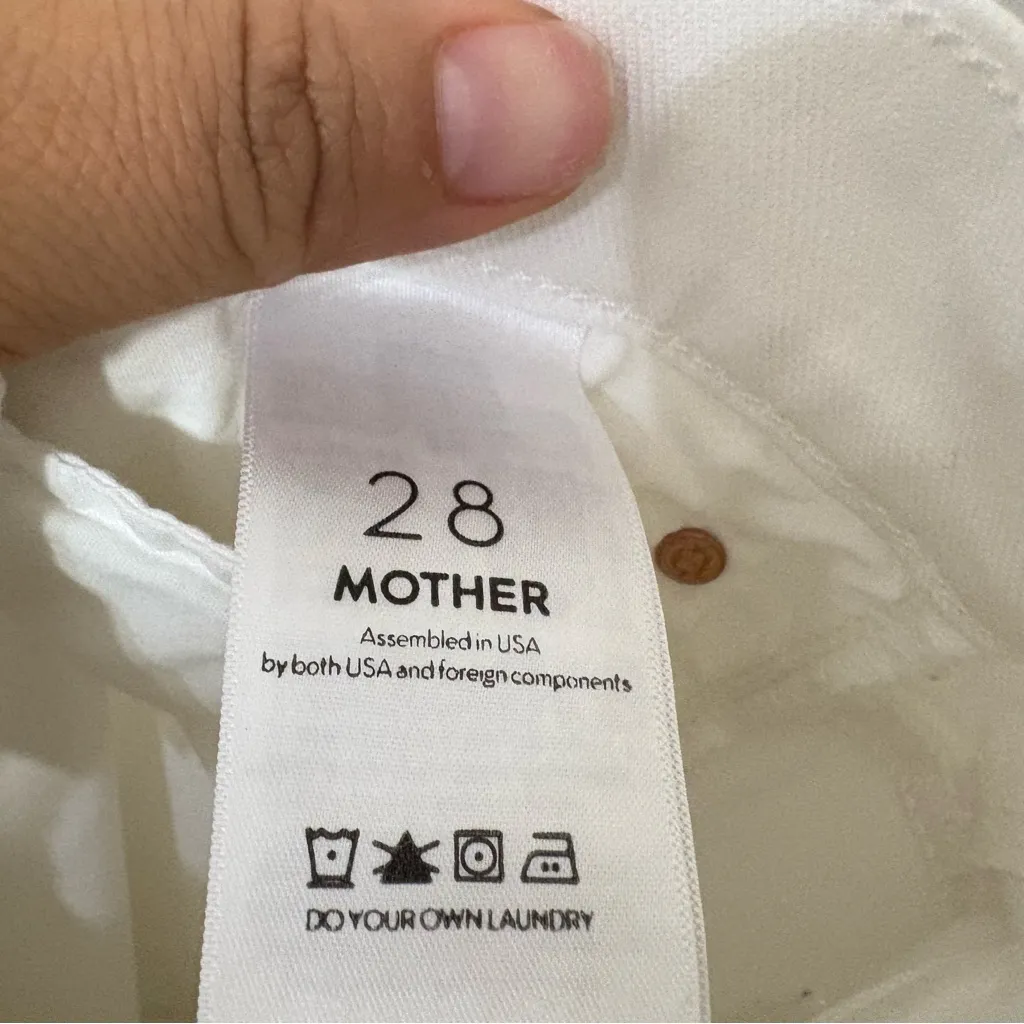 28
MOTHER
Assembled in USA
by both USA and foreign components
DO YOUR OWN LAUNDRY